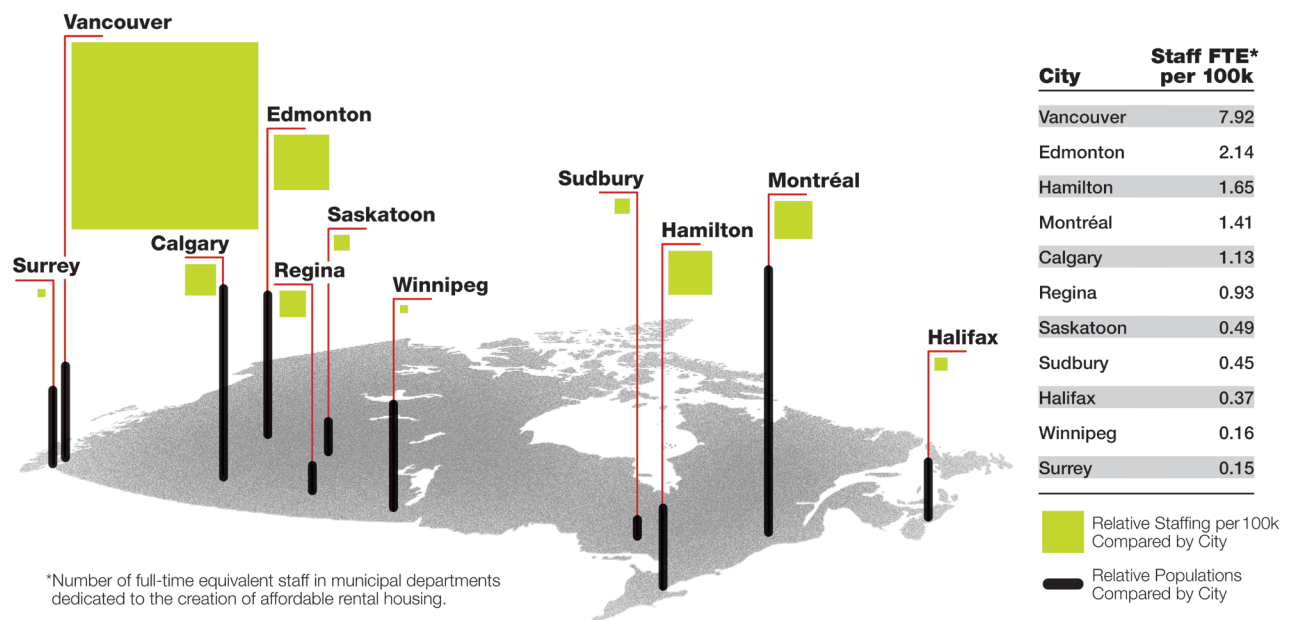 Vancouver
Edmonton
Sudbury
Montréal
Saskatoon
Calgary
Hamilton
Surrey
Regina
Winnipeg
Halifax
City Staff FTE*
per 100k
Vancouver 7.92
Edmonton 2.14
Hamilton 1.65
Montréal 1.41
Calgary 1.13
Regina 0.93
Saskatoon 0.49
Sudbury 0.45
Halifax 0.37
Winnipeg 0.16
Surrey 0.15
Relative Staffing per 100k
Compared by City
Relative Populations
Compared by City
*Number of full-time equivalent staff in municipal departments
dedicated to the creation of affordable rental housing.